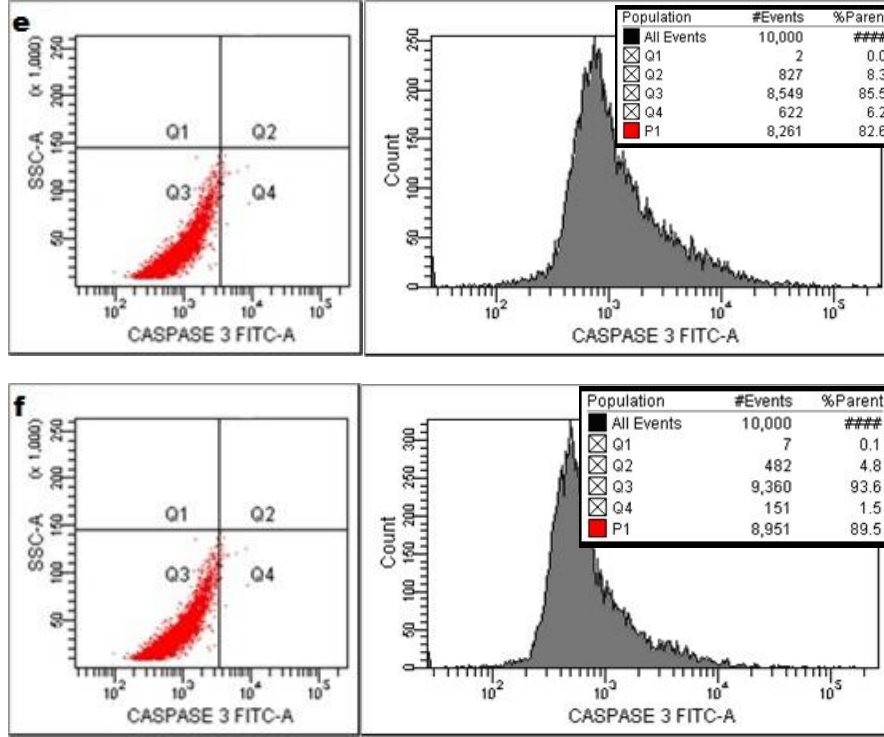 e
(x 1,000)
SSC-A
250
200
150
100
50
Q1 Q2
Q3 Q4
10² 10³ 10⁴ 10⁵
CASPASE 3 FITC-A
Count
250
200
150
100
50
0
10² 10³ 10⁴ 10⁵
CASPASE 3 FITC-A
Population #Events %Parent
All Events 10,000 ####
Q1 2 0.0
Q2 827 8.3
Q3 8,549 85.5
Q4 622 6.2
P1 8,261 82.6
f
(x 1,000)
SSC-A
250
200
150
100
50
Q1 Q2
Q3 Q4
10² 10³ 10⁴ 10⁵
CASPASE 3 FITC-A
Count
300
250
200
150
100
50
0
10² 10³ 10⁴ 10⁵
CASPASE 3 FITC-A
Population #Events %Parent
All Events 10,000 ####
Q1 7 0.1
Q2 482 4.8
Q3 9,360 93.6
Q4 151 1.5
P1 8,951 89.5